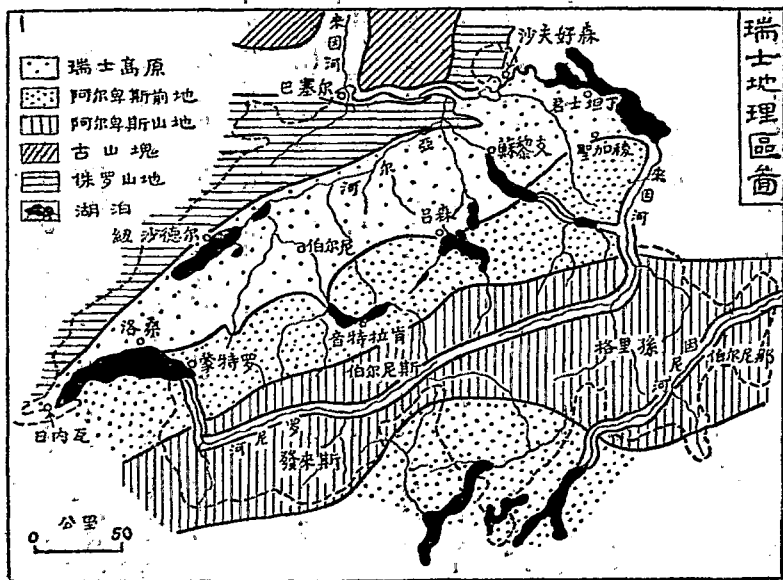 瑞士地理區圖
瑞士高原
阿尔卑斯前地
阿尔卑斯山地
古山塊
侏罗山地
湖泊
來因河
沙夫好森
巴塞尔
君士坦丁
亞尔河
蘇黎支
聖加稜
來因河
呂森
紐沙德尔
伯尔尼
洛桑
蒙特罗
音特拉肯
伯尔尼斯
格里孫
因尼河
伯尔尼那
日内瓦
罗尼河
發來斯
公里
0 50